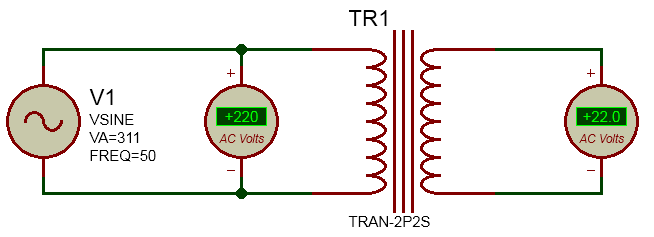 TR1
V1
VSINE
VA=311
FREQ=50
+
+220
AC Volts
−
+
+22.0
AC Volts
−
TRAN-2P2S